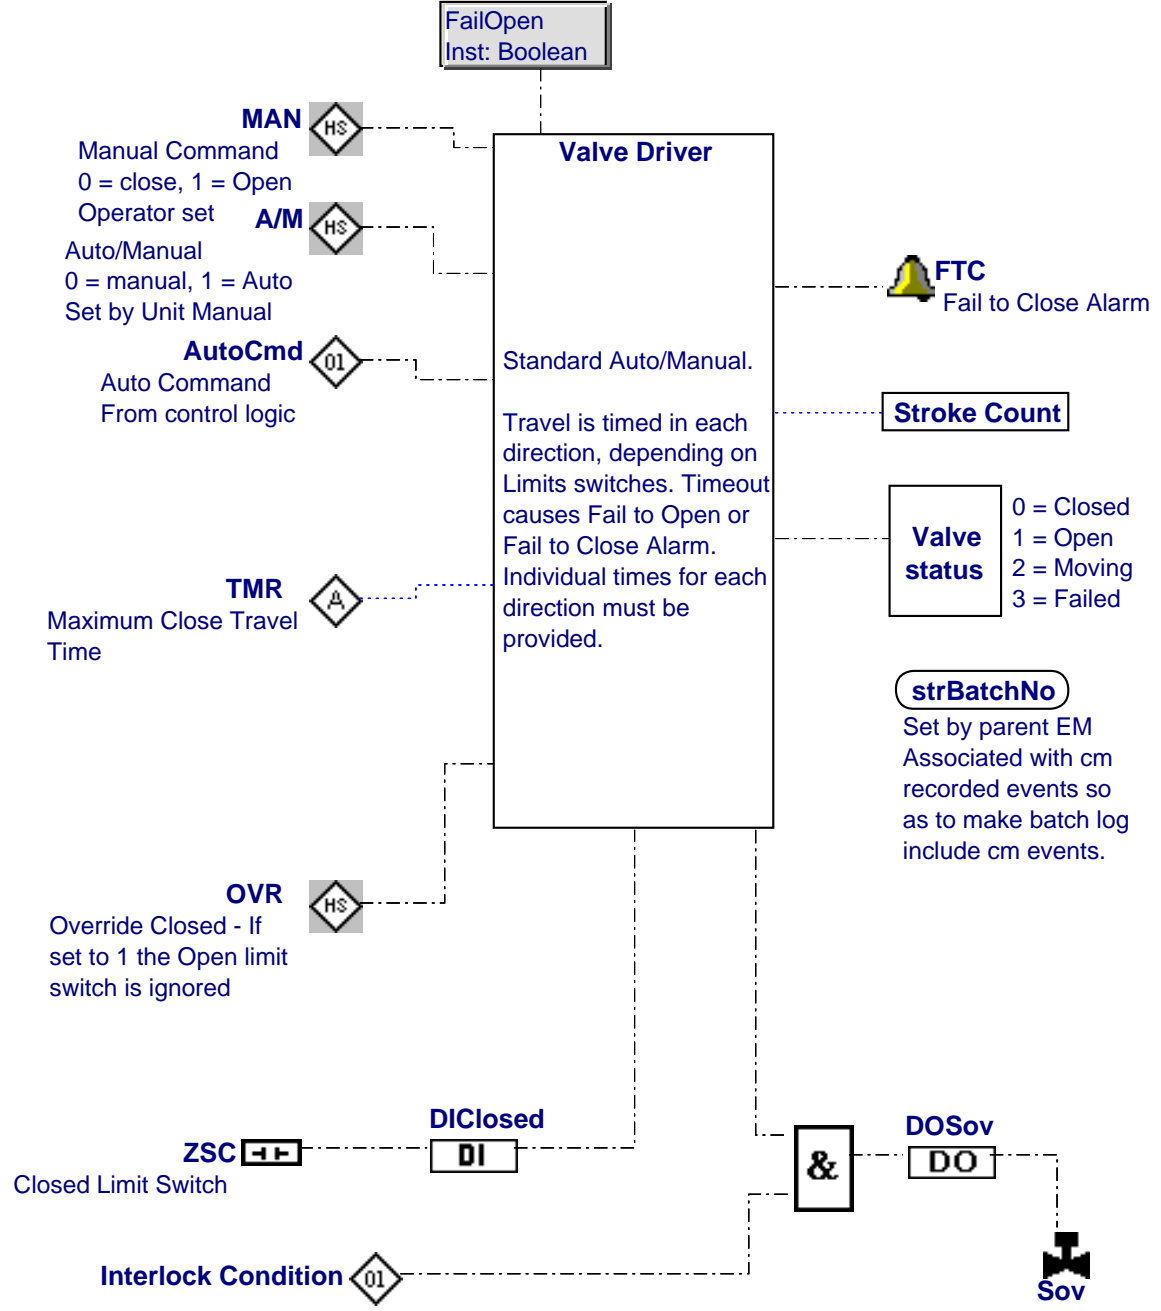 FailOpen
Inst: Boolean
MAN
HS
Manual Command
0 = close, 1 = Open
Operator set
A/M
HS
Auto/Manual
0 = manual, 1 = Auto
Set by Unit Manual
AutoCmd
01
Auto Command
From control logic
TMR
A
Maximum Close Travel
Time
OVR
HS
Override Closed - If
set to 1 the Open limit
switch is ignored
Valve Driver
Standard Auto/Manual.
Travel is timed in each
direction, depending on
Limits switches. Timeout
causes Fail to Open or
Fail to Close Alarm.
Individual times for each
direction must be
provided.
FTC
Fail to Close Alarm
Stroke Count
Valve
status
0 = Closed
1 = Open
2 = Moving
3 = Failed
strBatchNo
Set by parent EM
Associated with cm
recorded events so
as to make batch log
include cm events.
ZSC
Closed Limit Switch
DIClosed
DI
&
DOSov
DO
Sov
Interlock Condition
01